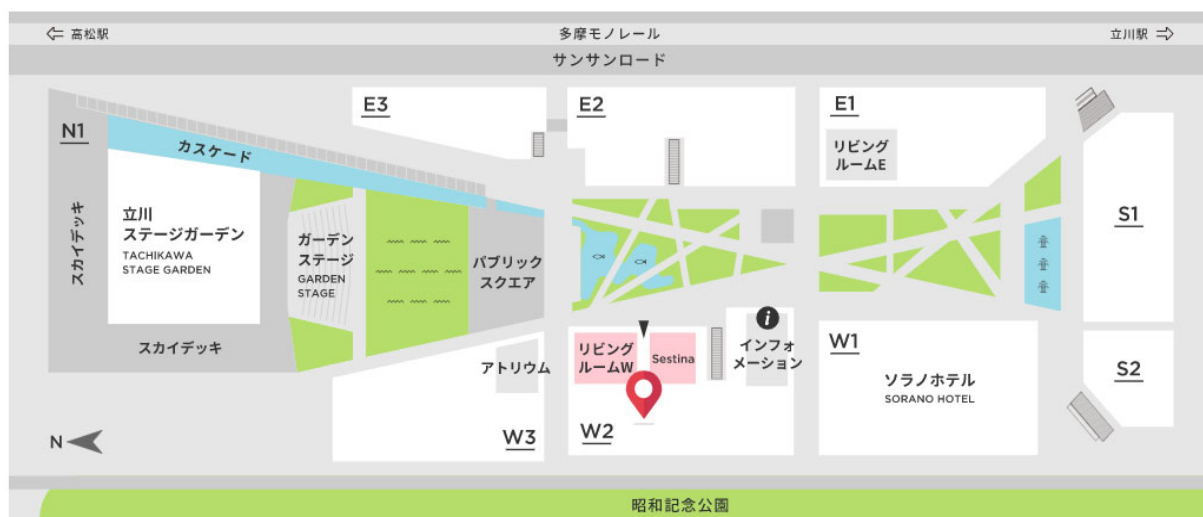 高松駅
多摩モノレール
立川駅
サンサンロード
N1
E3
E2
E1
カスケード
リビング
ルームE
スカイデッキ
立川
ステージガーデン
TACHIKAWA
STAGE GARDEN
ガーデン
ステージ
GARDEN
STAGE
パブリック
スクエア
S1
スカイデッキ
アトリウム
リビング
ルームW
Sestina
i
インフォ
メーション
W1
ソラノホテル
SORANO HOTEL
S2
N
W3
W2
昭和記念公園